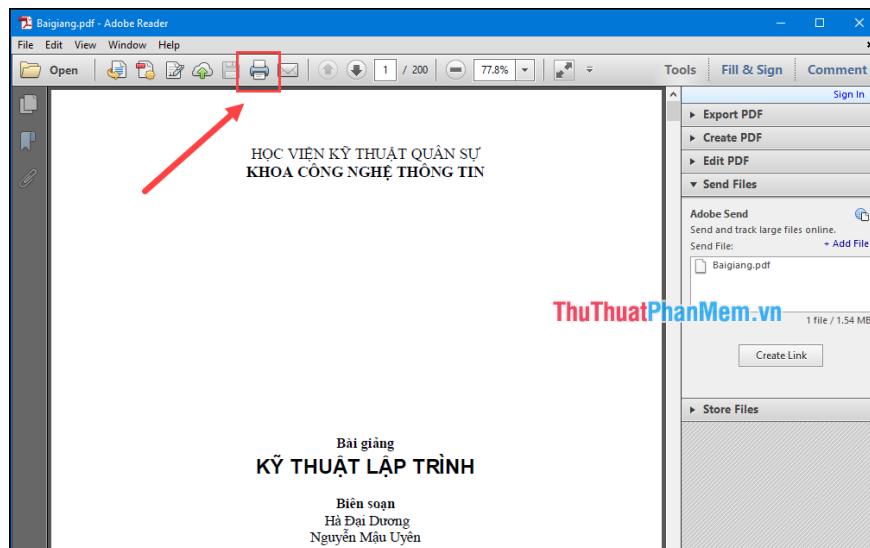 Baigiang.pdf - Adobe Reader
File Edit View Window Help
Open 1 / 200 77.8% Tools Fill & Sign Comment
Sign In
Export PDF
Create PDF
Edit PDF
Send Files
Adobe Send
Send and track large files online.
Send File: + Add File
Baigiang.pdf
1 file / 1.54 MB
Create Link
Store Files
HỌC VIỆN KỸ THUẬT QUÂN SỰ
KHOA CÔNG NGHỆ THÔNG TIN
ThuThuatPhanMem.vn
Bài giảng
KỸ THUẬT LẬP TRÌNH
Biên soạn
Hà Đại Dương
Nguyễn Mậu Uyên